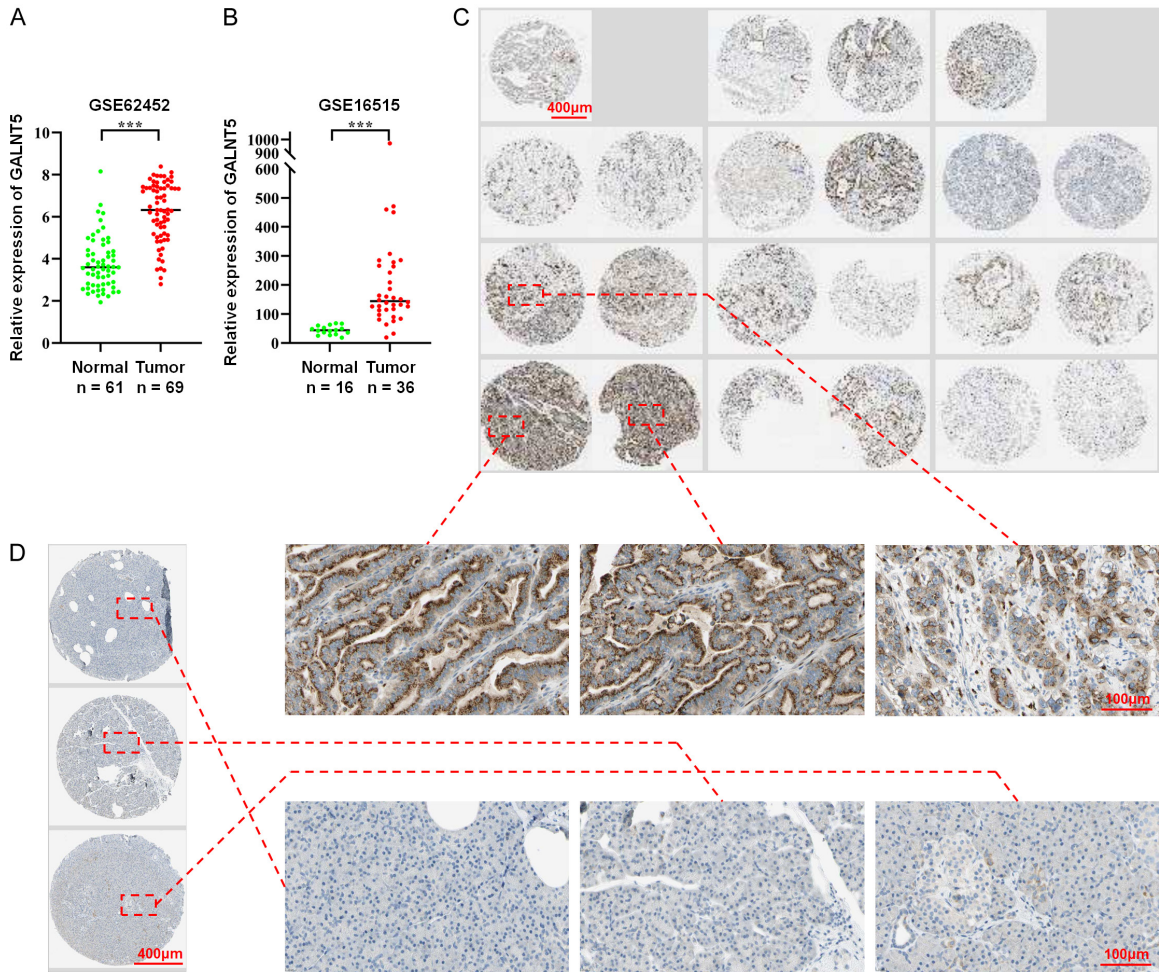 A
GSE62452
***
Relative expression of GALNT5
10
8
6
4
2
0
Normal Tumor
n = 61 n = 69
B
GSE16515
***
Relative expression of GALNT5
1000
900
600
500
400
300
200
100
0
Normal Tumor
n = 16 n = 36
C
400μm
100μm
D
400μm
100μm